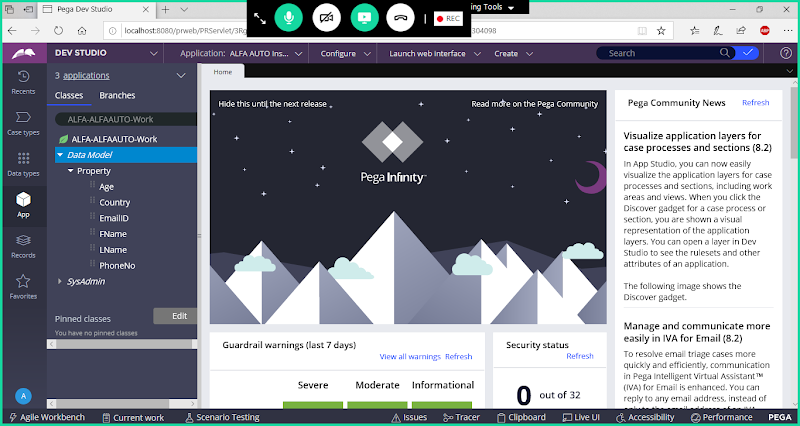 Pega Dev Studio
REC
ing Tools
localhost:8080/prweb/PRServlet/3Rg
304098
ABP
DEV STUDIO
Application: ALFA AUTO Ins...
Configure
Launch web interface
Create
Search
Recents
Case types
Data types
App
Records
Favorites
A
3 applications
Classes
Branches
ALFA-ALFAAUTO-Work
ALFA-ALFAAUTO-Work
Data Model
Property
Age
Country
EmailID
FName
LName
PhoneNo
SysAdmin
Pinned classes
Edit
You have no pinned classes
Home
Hide this until the next release
Read more on the Pega Community
Pega Infinity™
Guardrail warnings (last 7 days)
View all warnings Refresh
Severe
Moderate
Informational
Security status
Refresh
0 out of 32
Pega Community News
Refresh
Visualize application layers for
case processes and sections (8.2)
In App Studio, you can now easily
visualize the application layers for case
processes and sections, including work
areas and views. When you click the
Discover gadget for a case process or
section, you are shown a visual
representation of the application
layers. You can open a layer in Dev
Studio to see the rulesets and other
attributes of an application.
The following image shows the
Discover gadget.
Manage and communicate more
easily in IVA for Email (8.2)
To resolve email triage cases more
quickly and efficiently, communication
in Pega Intelligent Virtual Assistant™
(IVA) for Email is enhanced. You can
reply to any email address, instead of
Agile Workbench
Current work
Scenario Testing
Issues
Tracer
Clipboard
Live UI
Accessibility
Performance
PEGA